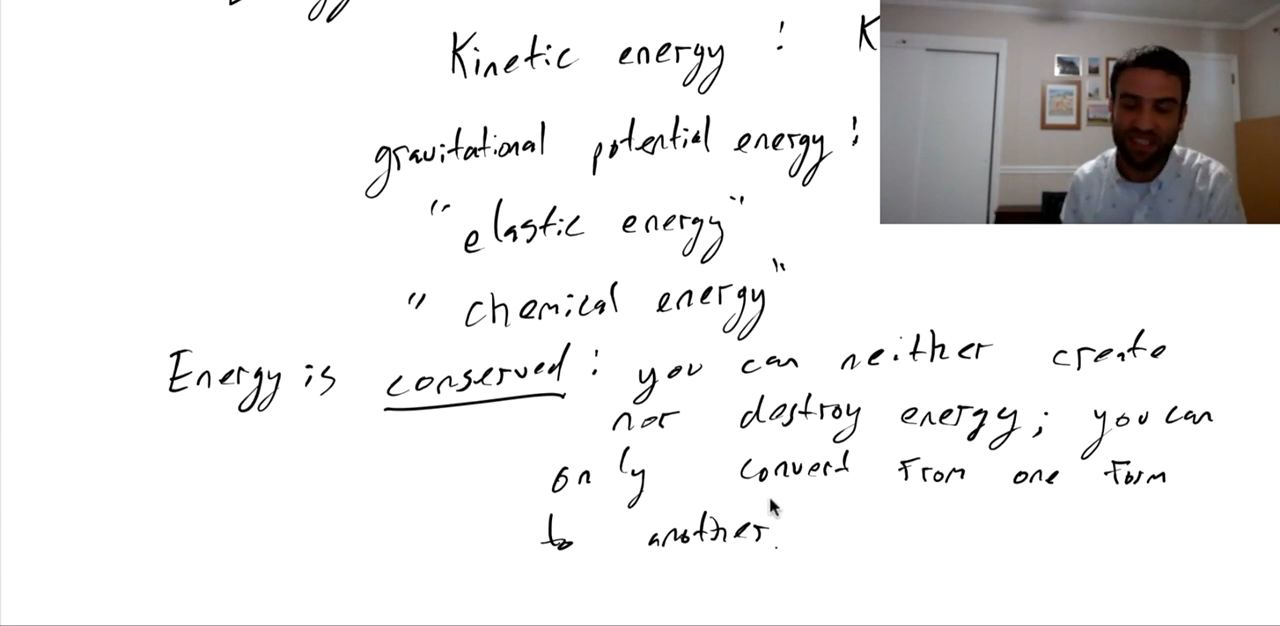 Kinetic energy : K
gravitational potential energy :
"elastic energy"
"chemical energy"
Energy is conserved : you can neither create
nor destroy energy; you can
only convert from one form
to another.